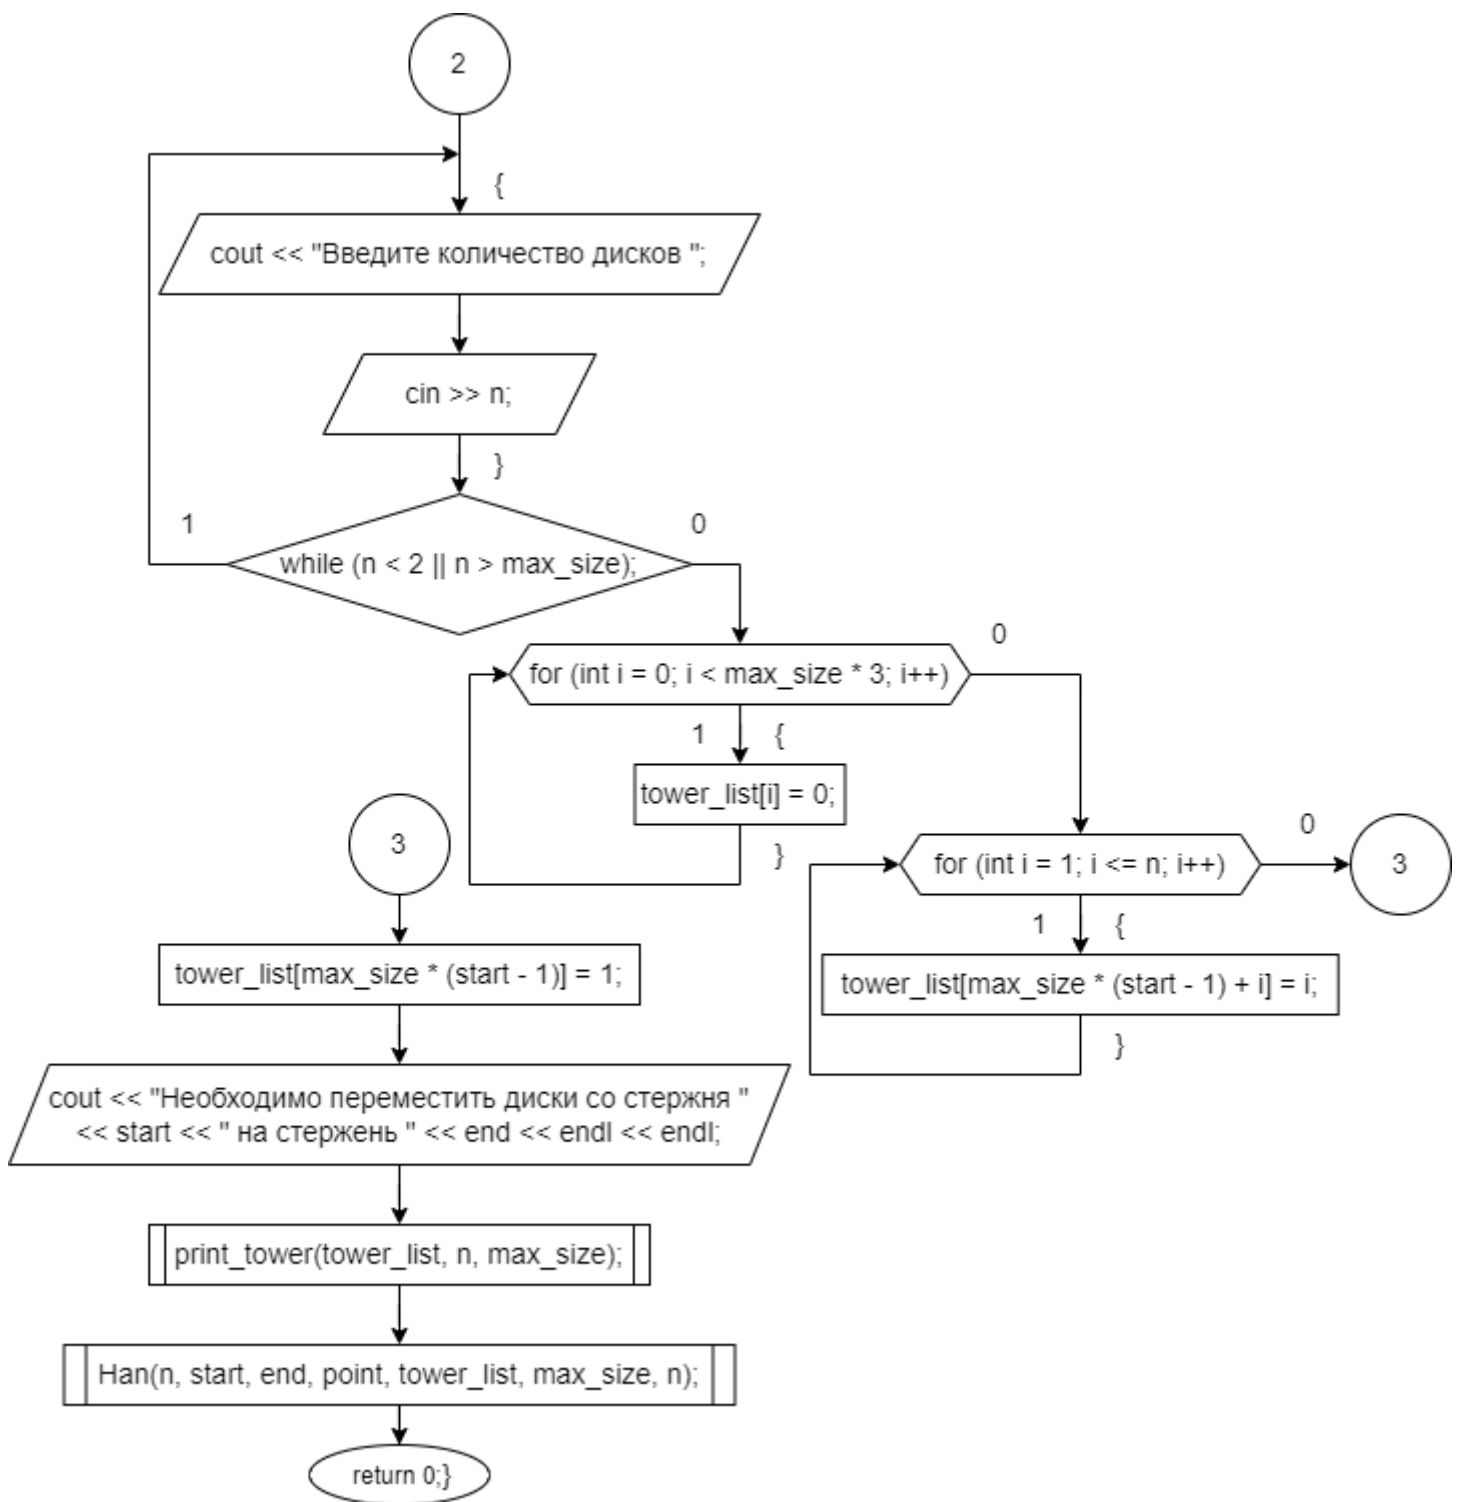 2
{
cout << "Введите количество дисков ";
cin >> n;
}
1
0
while (n < 2 || n > max_size);
0
for (int i = 0; i < max_size * 3; i++)
1
{
tower_list[i] = 0;
}
0
for (int i = 1; i <= n; i++)
3
1
{
tower_list[max_size * (start - 1) + i] = i;
}
3
tower_list[max_size * (start - 1)] = 1;
cout << "Необходимо переместить диски со стержня "
<< start << " на стержень " << end << endl << endl;
print_tower(tower_list, n, max_size);
Han(n, start, end, point, tower_list, max_size, n);
return 0;}